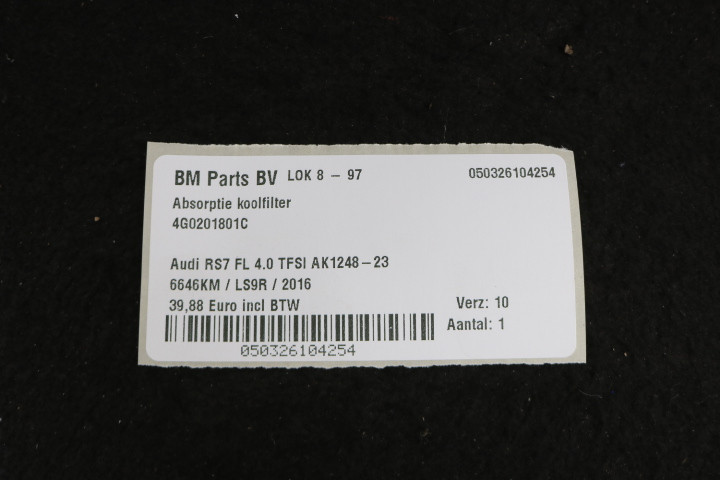 BM Parts BV LOK 8 - 97 050326104254
Absorptie koolfilter
4G0201801C
Audi RS7 FL 4.0 TFSI AK1248-23
6646KM / LS9R / 2016
39,88 Euro incl BTW Verz: 10
Aantal: 1
050326104254